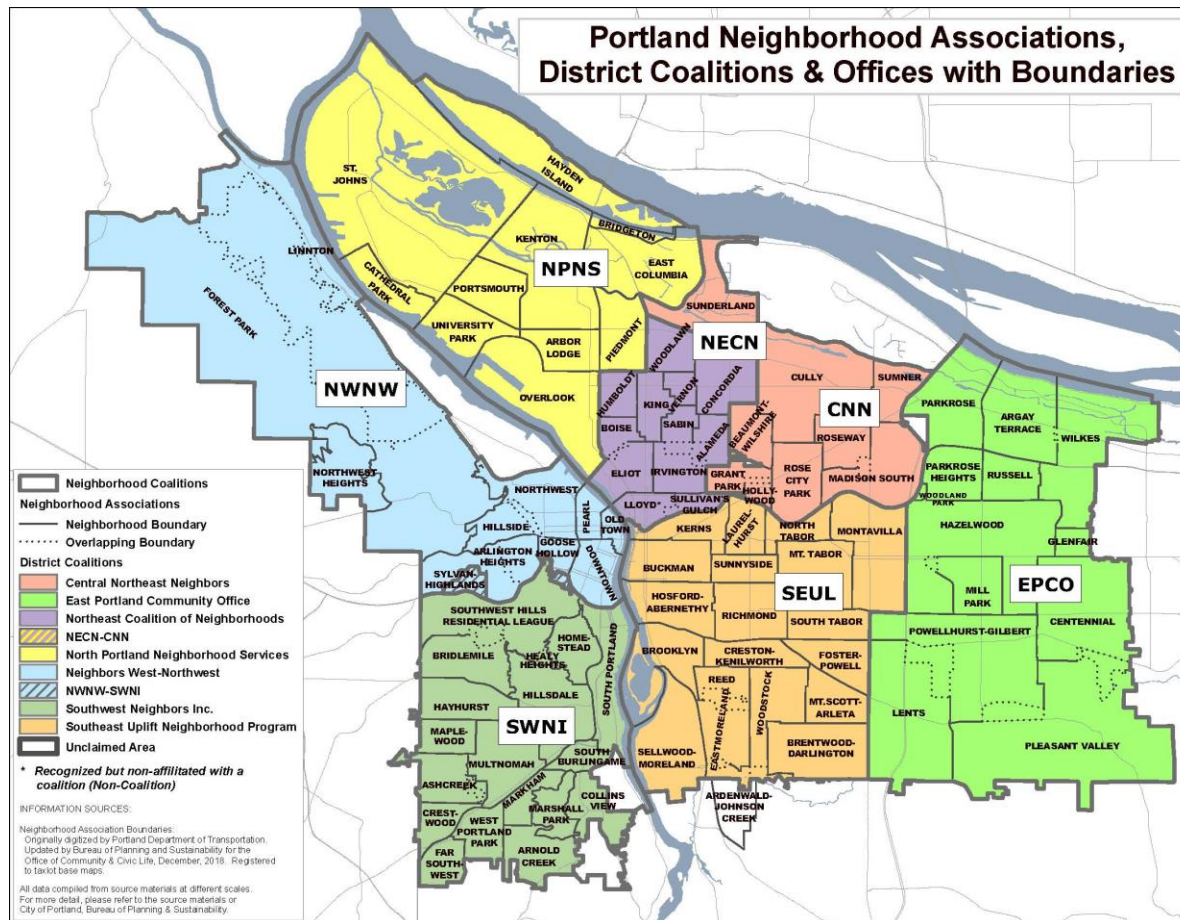 Portland Neighborhood Associations,
District Coalitions & Offices with Boundaries
HAYDEN
ISLAND
ST.
JOHNS
BRIDGETON
KENTON
LINNTON
NPNS
EAST
COLUMBIA
CATHEDRAL
PARK
PORTSMOUTH
FOREST PARK
SUNDERLAND
UNIVERSITY
PARK
PIEDMONT
ARBOR
LODGE
WOODLAWN
NECN
NWNW
OVERLOOK
HUMBOLDT
KING
VERNON
CONCORDIA
CULLY
SUMNER
PARKROSE
ARGAY
TERRACE
WILKES
CNN
BOISE
SABIN
ALAMEDA
BEAUMONT-
WILSHIRE
ROSEWAY
NORTHWEST
HEIGHTS
ELIOT
IRVINGTON
GRANT
PARK
HOLLY-
WOOD
ROSE
CITY
PARK
MADISON SOUTH
PARKROSE
HEIGHTS
RUSSELL
WOODLAND
PARK
NORTHWEST
PEARL
OLD
TOWN
LLOYD*
SULLIVAN'S
GULCH
HILLSIDE
KERNS
LAUREL-
HURST
NORTH
TABOR
MONTAVILLA
HAZELWOOD
GLENFAIR
ARLINGTON
HEIGHTS
GOOSE
HOLLOW
DOWNTOWN
SYLVAN-
HIGHLANDS
BUCKMAN
SUNNYSIDE
MT. TABOR
SEUL
EPCO
MILL
PARK
SOUTHWEST HILLS
RESIDENTIAL LEAGUE
HOSFORD-
ABERNETHY
RICHMOND
SOUTH TABOR
CENTENNIAL
POWELLHURST-GILBERT
HOME-
STEAD
BRIDLEMILE
HEALY
HEIGHTS
SOUTH PORTLAND
BROOKLYN
CRESTON-
KENILWORTH
FOSTER-
POWELL
REED
HILLSDALE
HAYHURST
EASTMORELAND
WOODSTOCK
MT.SCOTT-
ARLETA
LENTS
SWNI
MAPLE-
WOOD
BRENTWOOD-
DARLINGTON
PLEASANT VALLEY
SELLWOOD-
MORELAND
MULTNOMAH
SOUTH
BURLINGAME
ASHCREEK
MARKHAM
COLLINS
VIEW
ARDENWALD-
JOHNSON
CREEK
CREST-
WOOD
WEST
PORTLAND
PARK
MARSHALL
PARK
FAR
SOUTH-
WEST
ARNOLD
CREEK
Neighborhood Coalitions
Neighborhood Associations
Neighborhood Boundary
Overlapping Boundary
District Coalitions
Central Northeast Neighbors
East Portland Community Office
Northeast Coalition of Neighborhoods
NECN-CNN
North Portland Neighborhood Services
Neighbors West-Northwest
NWNW-SWNI
Southwest Neighbors Inc.
Southeast Uplift Neighborhood Program
Unclaimed Area
* Recognized but non-affilitated with a
coalition (Non-Coalition)
INFORMATION SOURCES:
Neighborhood Association Boundaries:
Originally digitized by Portland Department of Transportation.
Updated by Bureau of Planning and Sustainability for the
Office of Community & Civic Life, December, 2018. Registered
to taxlot base maps.
All data compiled from source materials at different scales.
For more detail, please refer to the source materials or
City of Portland, Bureau of Planning & Sustainability.